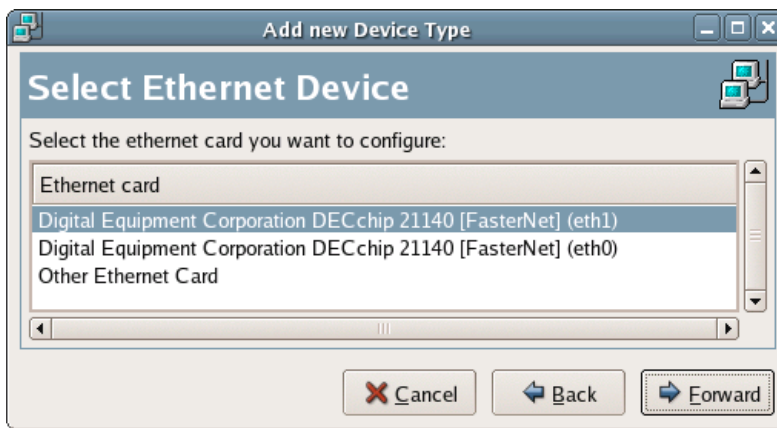 Add new Device Type
Select Ethernet Device
Select the ethernet card you want to configure:
Ethernet card
Digital Equipment Corporation DECchip 21140 [FasterNet] (eth1)
Digital Equipment Corporation DECchip 21140 [FasterNet] (eth0)
Other Ethernet Card
Cancel
Back
Forward